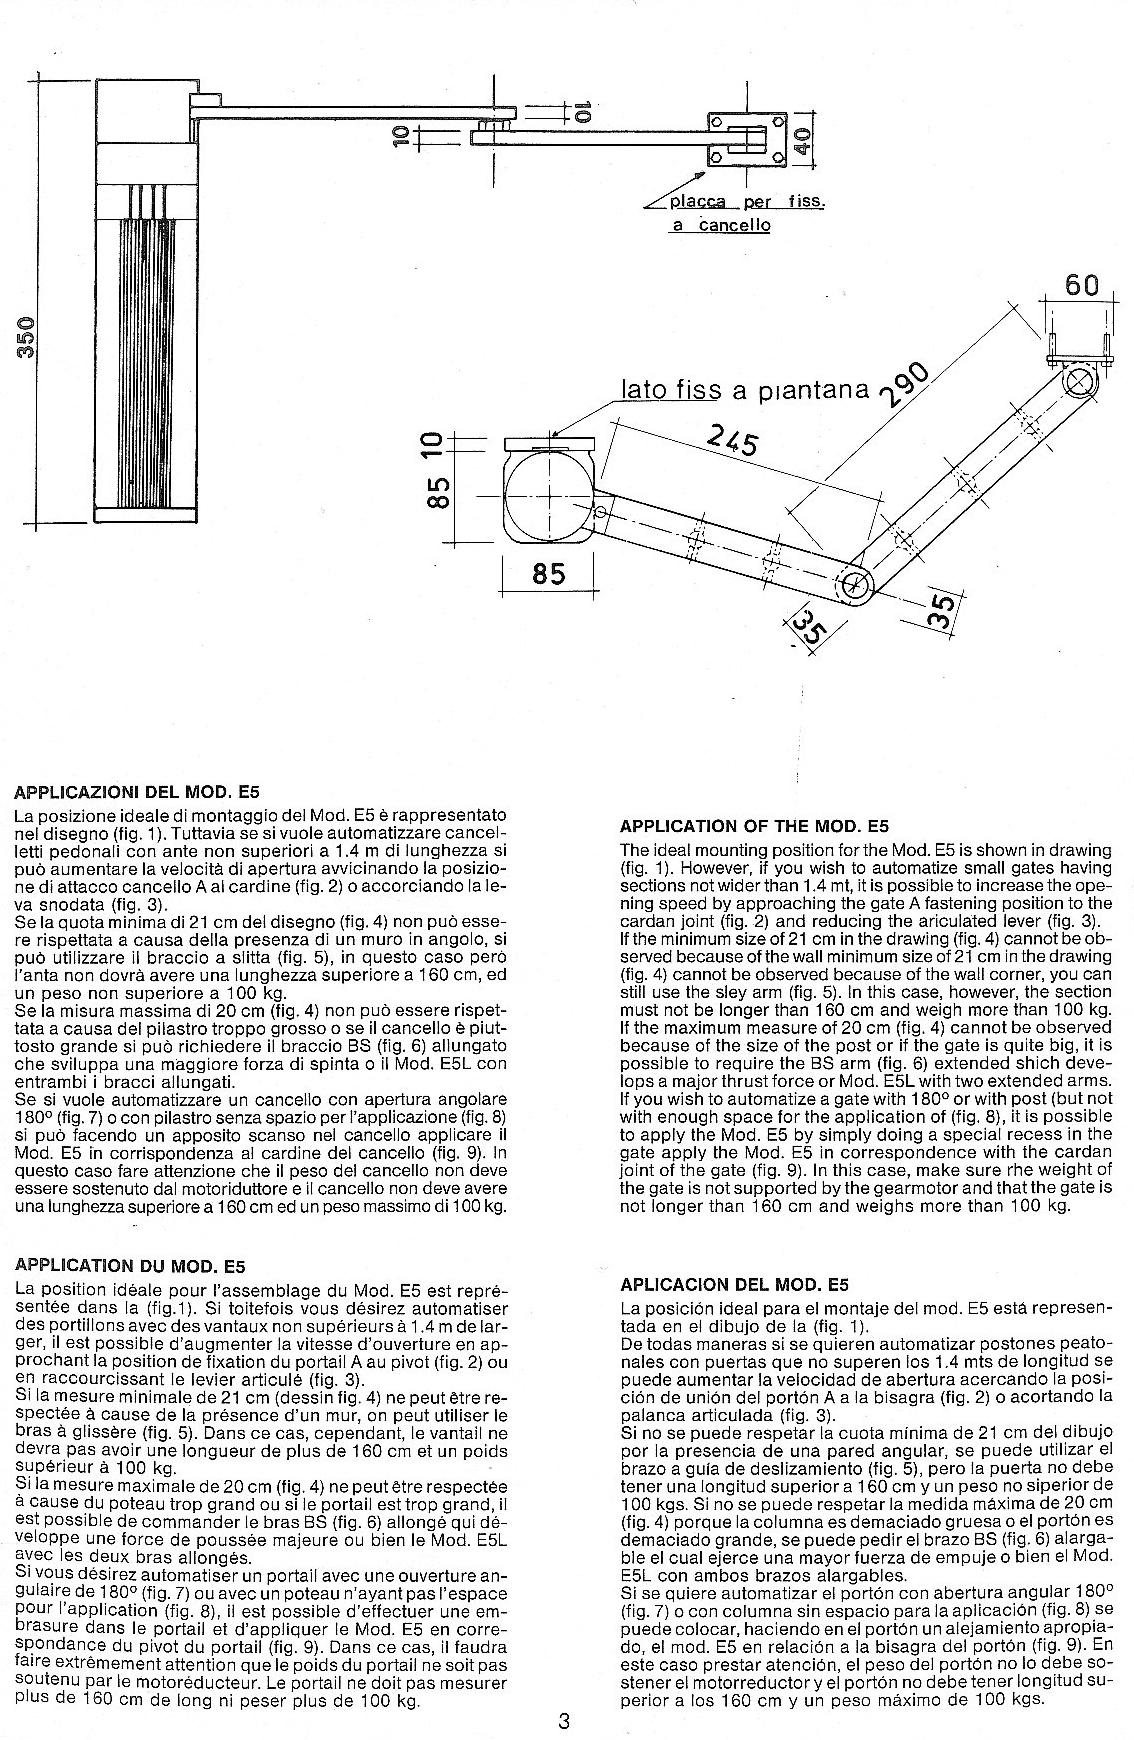 10
10
40
placca per fiss.
a cancello
350
60
290
lato fiss a piantana
245
10
85
85
35
35
APPLICAZIONI DEL MOD. E5
La posizione ideale di montaggio del Mod. E5 è rappresentato
nel disegno (fig. 1). Tuttavia se si vuole automatizzare cancel-
letti pedonali con ante non superiori a 1.4 m di lunghezza si
può aumentare la velocità di apertura avvicinando la posizio-
ne di attacco cancello A al cardine (fig. 2) o accorciando la le-
va snodata (fig. 3).
Se la quota minima di 21 cm del disegno (fig. 4) non può esse-
re rispettata a causa della presenza di un muro in angolo, si
può utilizzare il braccio a slitta (fig. 5), in questo caso però
l'anta non dovrà avere una lunghezza superiore a 160 cm, ed
un peso non superiore a 100 kg.
Se la misura massima di 20 cm (fig. 4) non può essere rispet-
tata a causa del pilastro troppo grosso o se il cancello è piut-
tosto grande si può richiedere il braccio BS (fig. 6) allungato
che sviluppa una maggiore forza di spinta o il Mod. E5L con
entrambi i bracci allungati.
Se si vuole automatizzare un cancello con apertura angolare
180° (fig. 7) o con pilastro senza spazio per l'applicazione (fig. 8)
si può facendo un apposito scanso nel cancello applicare il
Mod. E5 in corrispondenza al cardine del cancello (fig. 9). In
questo caso fare attenzione che il peso del cancello non deve
essere sostenuto dal motoriduttore e il cancello non deve avere
una lunghezza superiore a 160 cm ed un peso massimo di 100 kg.
APPLICATION OF THE MOD. E5
The ideal mounting position for the Mod. E5 is shown in drawing
(fig. 1). However, if you wish to automatize small gates having
sections not wider than 1.4 mt, it is possible to increase the ope-
ning speed by approaching the gate A fastening position to the
cardan joint (fig. 2) and reducing the ariculated lever (fig. 3).
If the minimum size of 21 cm in the drawing (fig. 4) cannot be ob-
served because of the wall minimum size of 21 cm in the drawing
(fig. 4) cannot be observed because of the wall corner, you can
still use the sley arm (fig. 5). In this case, however, the section
must not be longer than 160 cm and weigh more than 100 kg.
If the maximum measure of 20 cm (fig. 4) cannot be observed
because of the size of the post or if the gate is quite big, it is
possible to require the BS arm (fig. 6) extended shich deve-
lops a major thrust force or Mod. E5L with two extended arms.
If you wish to automatize a gate with 180° or with post (but not
with enough space for the application of (fig. 8), it is possible
to apply the Mod. E5 by simply doing a special recess in the
gate apply the Mod. E5 in correspondence with the cardan
joint of the gate (fig. 9). In this case, make sure rhe weight of
the gate is not supported by the gearmotor and that the gate is
not longer than 160 cm and weighs more than 100 kg.
APPLICATION DU MOD. E5
La position idéale pour l'assemblage du Mod. E5 est repré-
sentée dans la (fig.1). Si toitefois vous désirez automatiser
des portillons avec des vantaux non supérieurs à 1.4 m de lar-
ger, il est possible d'augmenter la vitesse d'ouverture en ap-
prochant la position de fixation du portail A au pivot (fig. 2) ou
en raccourcissant le levier articulé (fig. 3).
Si la mesure minimale de 21 cm (dessin fig. 4) ne peut être re-
spectée à cause de la présence d'un mur, on peut utiliser le
bras à glissère (fig. 5). Dans ce cas, cependant, le vantail ne
devra pas avoir une longueur de plus de 160 cm et un poids
supérieur à 100 kg.
Si la mesure maximale de 20 cm (fig. 4) ne peut être respectée
à cause du poteau trop grand ou si le portail est trop grand, il
est possible de commander le bras BS (fig. 6) allongé qui dé-
veloppe une force de poussée majeure ou bien le Mod. E5L
avec les deux bras allongés.
Si vous désirez automatiser un portail avec une ouverture an-
gulaire de 180° (fig. 7) ou avec un poteau n'ayant pas l'espace
pour l'application (fig. 8), il est possible d'effectuer une em-
brasure dans le portail et d'appliquer le Mod. E5 en corre-
spondance du pivot du portail (fig. 9). Dans ce cas, il faudra
faire extrêmement attention que le poids du portail ne soit pas
soutenu par le motoréducteur. Le portail ne doit pas mesurer
plus de 160 cm de long ni peser plus de 100 kg.
APLICACION DEL MOD. E5
La posición ideal para el montaje del mod. E5 está represen-
tada en el dibujo de la (fig. 1).
De todas maneras si se quieren automatizar postones peato-
nales con puertas que no superen los 1.4 mts de longitud se
puede aumentar la velocidad de abertura acercando la posi-
ción de unión del portón A a la bisagra (fig. 2) o acortando la
palanca articulada (fig. 3).
Si no se puede respetar la cuota mínima de 21 cm del dibujo
por la presencia de una pared angular, se puede utilizar el
brazo a guía de deslizamiento (fig. 5), pero la puerta no debe
tener una longitud superior a 160 cm y un peso no siperior de
100 kgs. Si no se puede respetar la medida máxima de 20 cm
(fig. 4) porque la columna es demaciado gruesa o el portón es
demaciado grande, se puede pedir el brazo BS (fig. 6) alarga-
ble el cual ejerce una mayor fuerza de empuje o bien el Mod.
E5L con ambos brazos alargables.
Si se quiere automatizar el portón con abertura angular 180°
(fig. 7) o con columna sin espacio para la aplicación (fig. 8) se
puede colocar, haciendo en el portón un alejamiento apropia-
do, el mod. E5 en relación a la bisagra del portón (fig. 9). En
este caso prestar atención, el peso del portón no lo debe so-
stener el motorreductor y el portón no debe tener longitud su-
perior a los 160 cm y un peso máximo de 100 kgs.
3